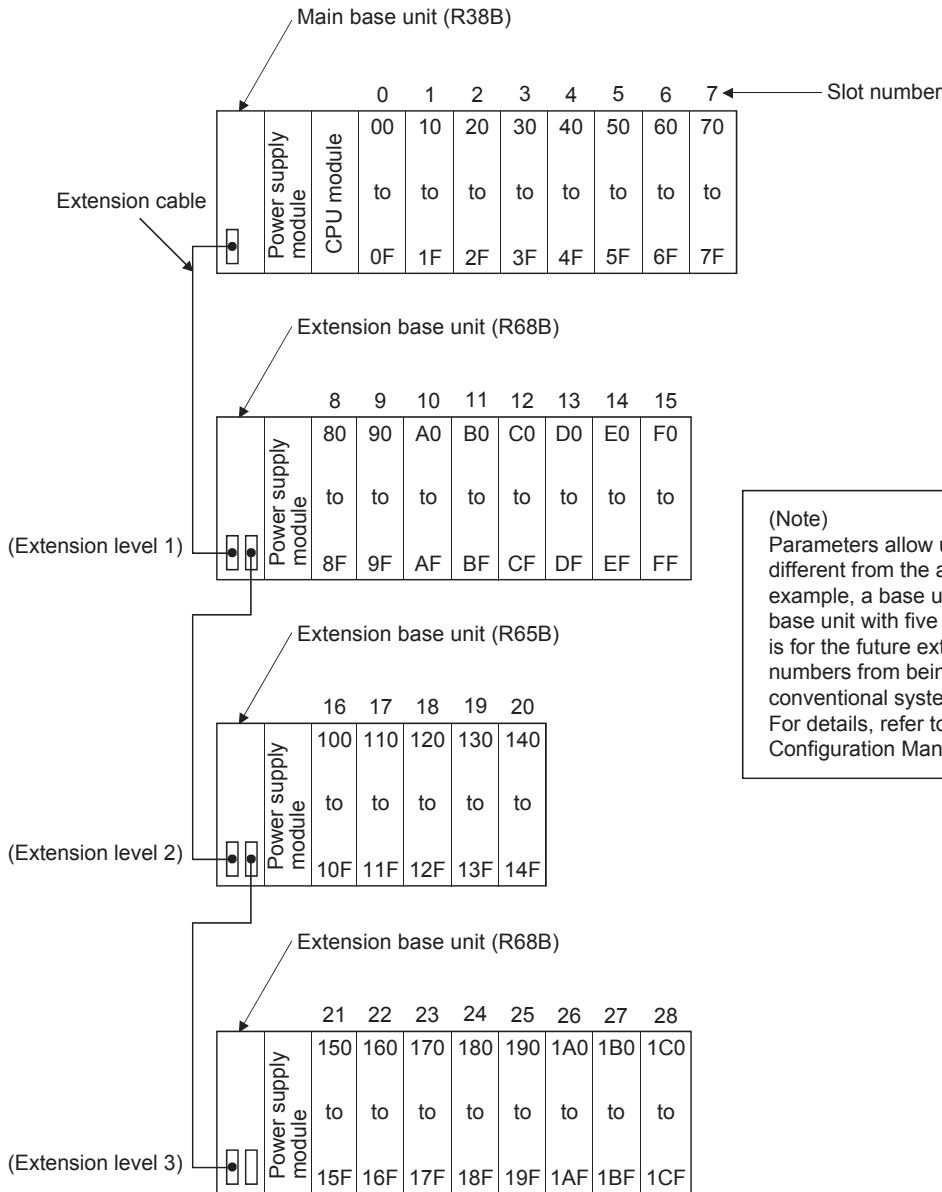 Main base unit (R38B)
0 1 2 3 4 5 6 7 Slot number
Extension cable
Power supply module
CPU module
00 10 20 30 40 50 60 70
to to to to to to to to
0F 1F 2F 3F 4F 5F 6F 7F
Extension base unit (R68B)
8 9 10 11 12 13 14 15
(Extension level 1)
Power supply module
80 90 A0 B0 C0 D0 E0 F0
to to to to to to to to
8F 9F AF BF CF DF EF FF
(Note)
Parameters allow
different from the
example, a base
base unit with five
is for the future
numbers from
conventional
For details, refer to
Configuration
Extension base unit (R65B)
16 17 18 19 20
(Extension level 2)
Power supply module
100 110 120 130 140
to to to to to
10F 11F 12F 13F 14F
Extension base unit (R68B)
21 22 23 24 25 26 27 28
(Extension level 3)
Power supply module
150 160 170 180 190 1A0 1B0 1C0
to to to to to to to to
15F 16F 17F 18F 19F 1AF 1BF 1CF